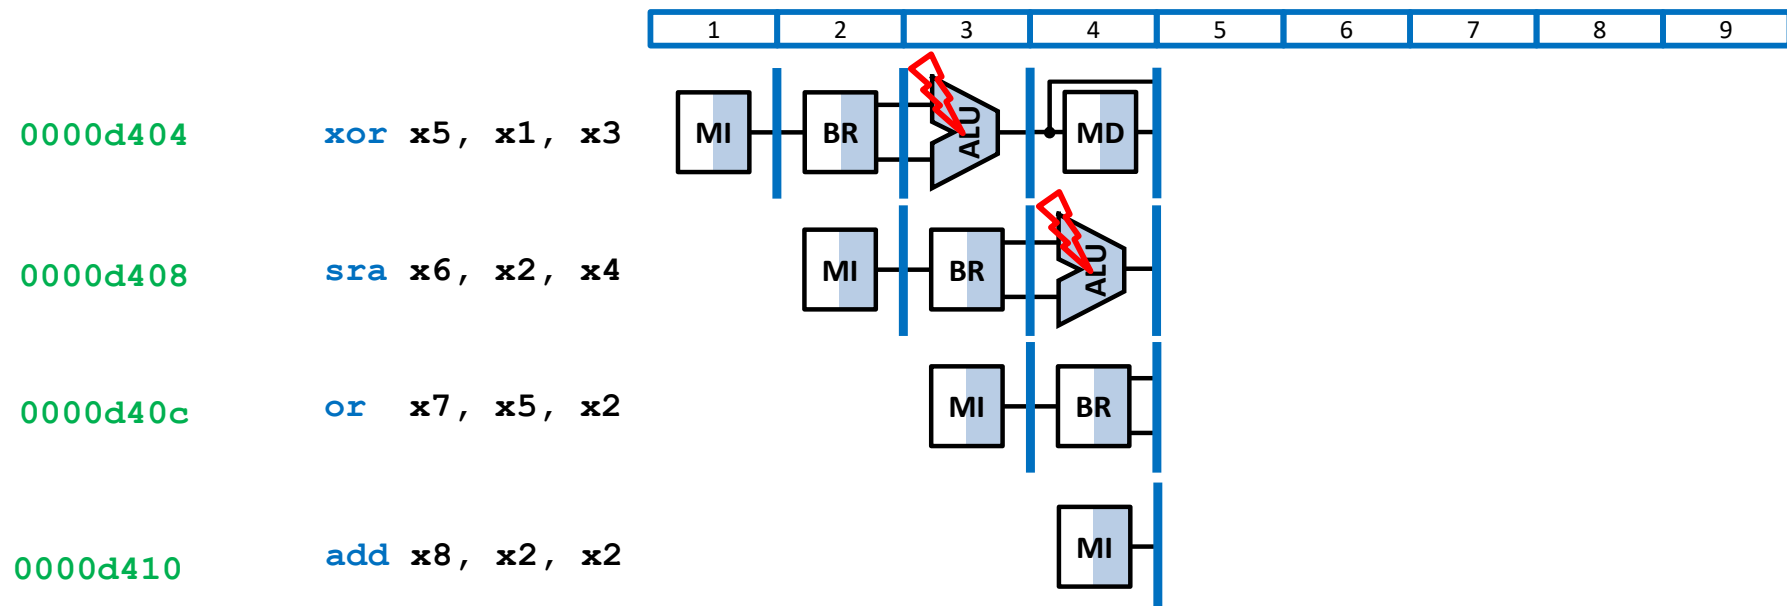 1 2 3 4 5 6 7 8 9
0000d404 xor x5, x1, x3 MI BR ALU MD
0000d408 sra x6, x2, x4 MI BR ALU
0000d40c or x7, x5, x2 MI BR
0000d410 add x8, x2, x2 MI